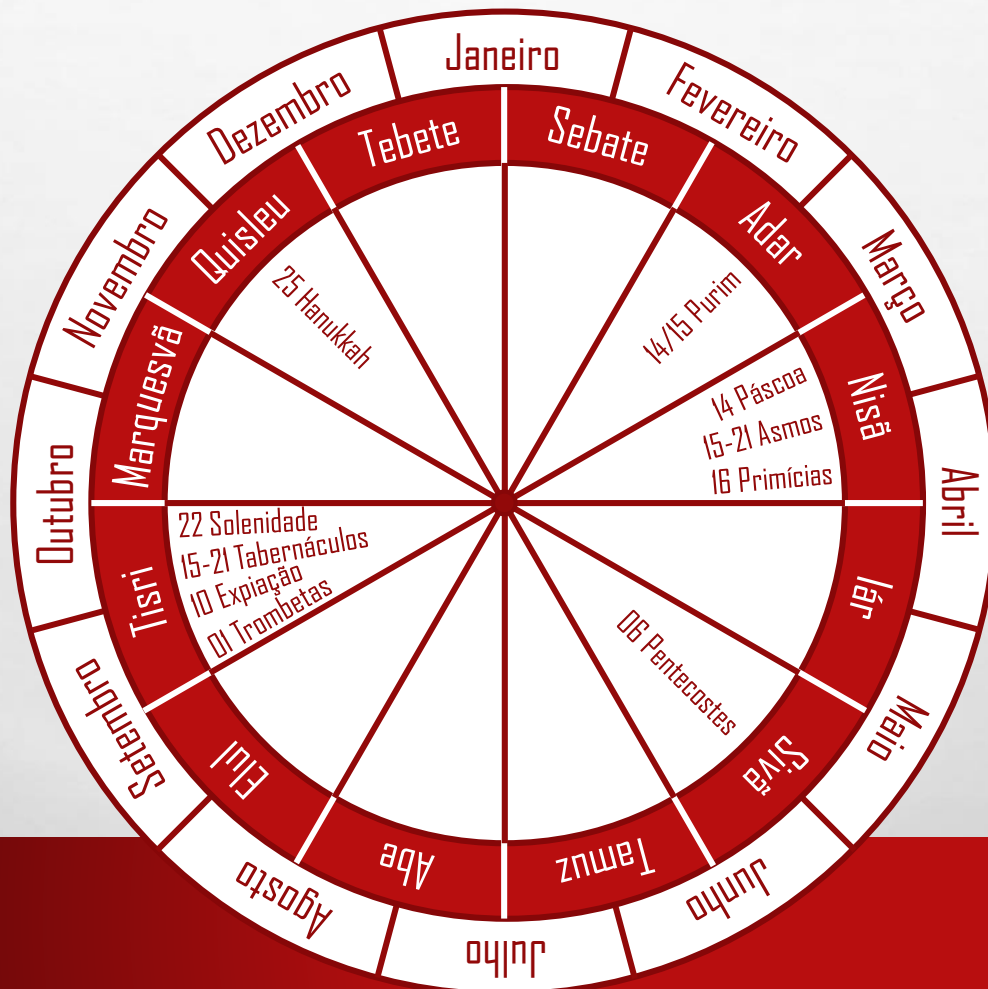 Janeiro
Fevereiro
Março
Abril
Maio
Junho
Julho
Agosto
Setembro
Outubro
Novembro
Dezembro
Sebate
Adar
Nisã
Iár
Sivã
Tamuz
Abe
Elul
Tisri
Marquesvã
Quisleu
Tebete
14/15 Purim
14 Páscoa
15-21 Asmos
16 Primícias
06 Pentecostes
22 Solenidade
15-21 Tabernáculos
10 Expiação
01 Trombetas
25 Hanukkah